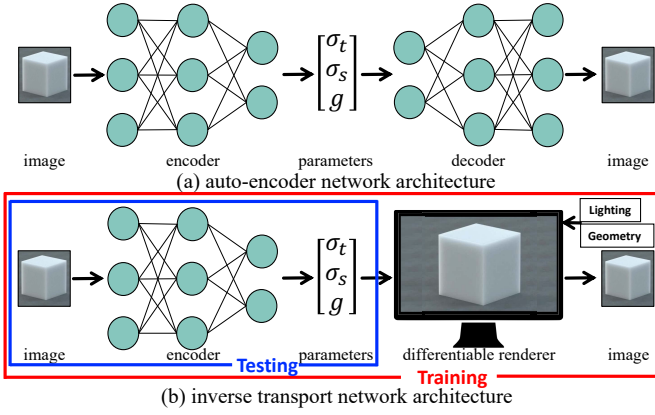 σt
σs
g
image encoder parameters decoder image
(a) auto-encoder network architecture
Lighting
Geometry
σt
σs
g
image encoder parameters differentiable renderer image
Testing
Training
(b) inverse transport network architecture